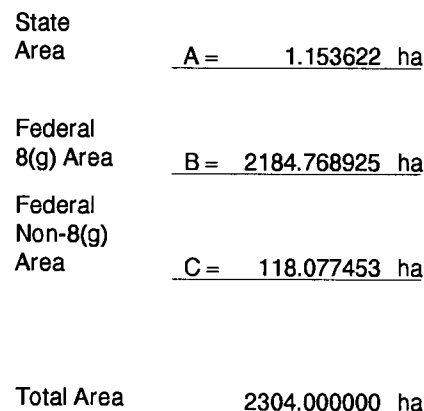 State
Area A = 1.153622 ha
Federal
8(g) Area B = 2184.768925 ha
Federal
Non-8(g)
Area C = 118.077453 ha
Total Area 2304.000000 ha